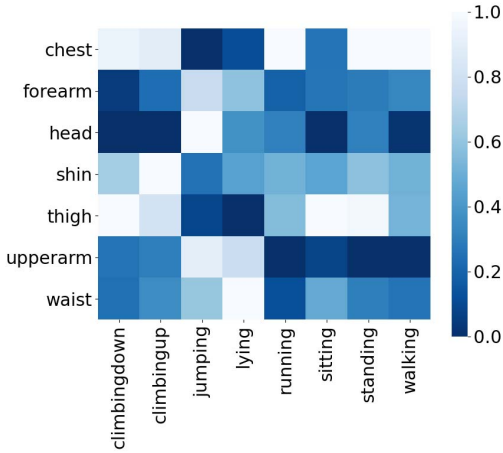 chest
forearm
head
shin
thigh
upperarm
waist
climbingdown
climbingup
jumping
lying
running
sitting
standing
walking
1.0
0.8
0.6
0.4
0.2
0.0